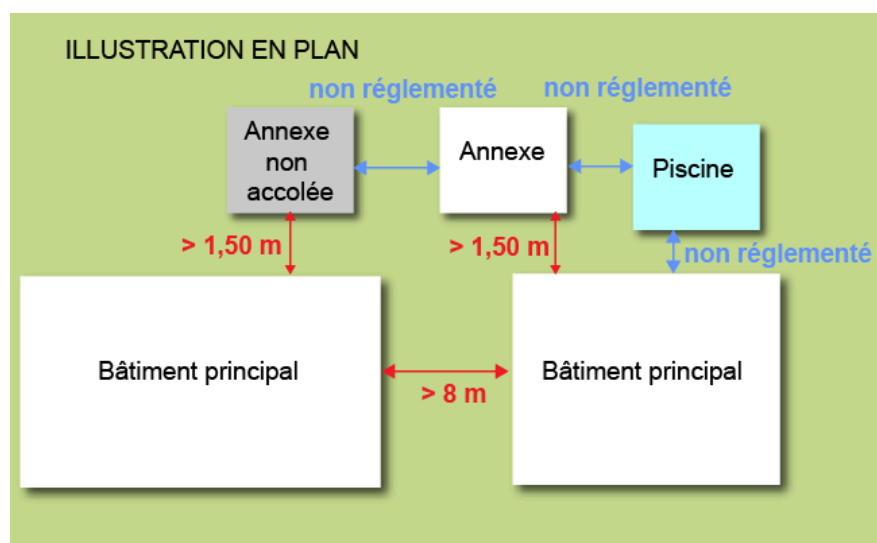 ILLUSTRATION EN PLAN
non réglementé
non réglementé
Annexe
non
accolée
Annexe
Piscine
> 1,50 m
> 1,50 m
non réglementé
Bâtiment principal
> 8 m
Bâtiment principal